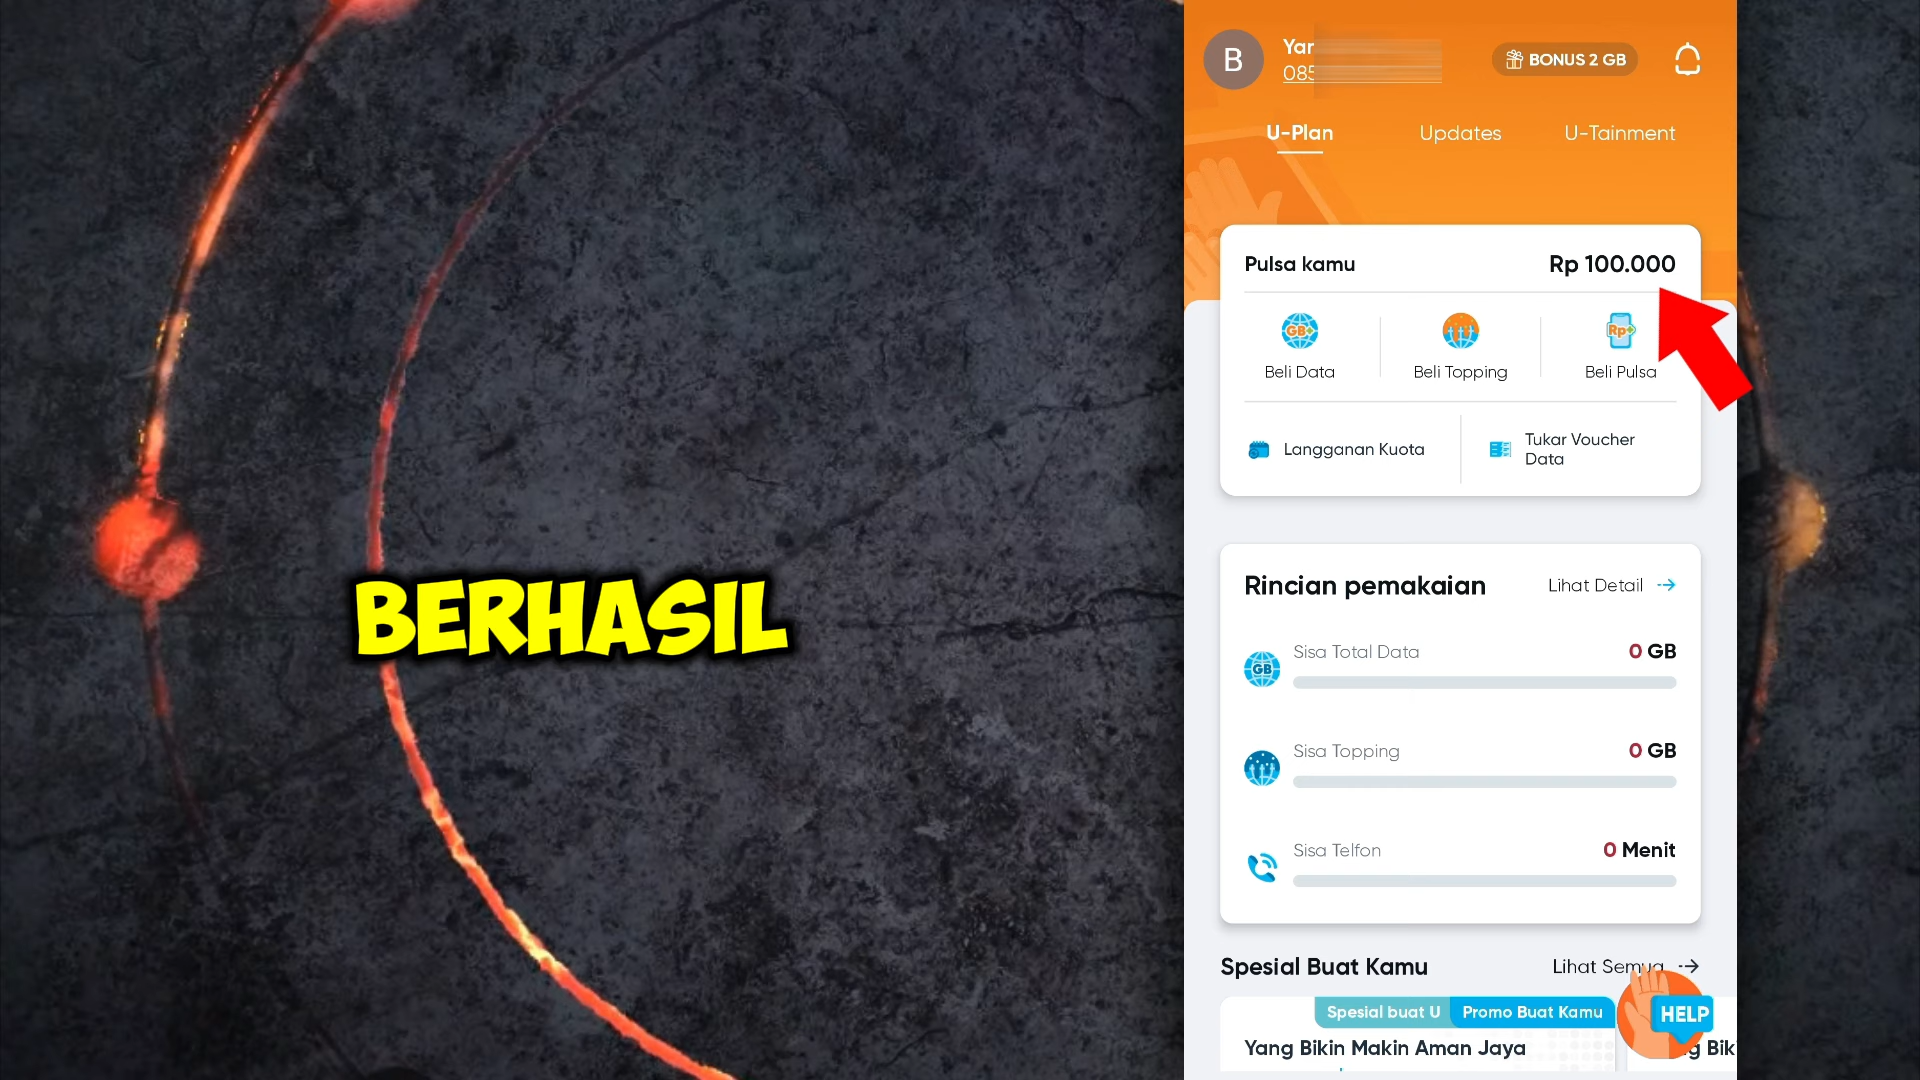 B
Yar
085
BONUS 2 GB
U-Plan
Updates
U-Tainment
Pulsa kamu
Rp 100.000
GB+
Rp+
Beli Data
Beli Topping
Beli Pulsa
Langganan Kuota
Tukar Voucher
Data
BERHASIL
Rincian pemakaian
Lihat Detail
Sisa Total Data
0 GB
GB
Sisa Topping
0 GB
Sisa Telfon
0 Menit
Spesial Buat Kamu
Lihat Semua
Spesial buat U
Promo Buat Kamu
HELP
Yang Bikin Makin Aman Jaya
g Bik